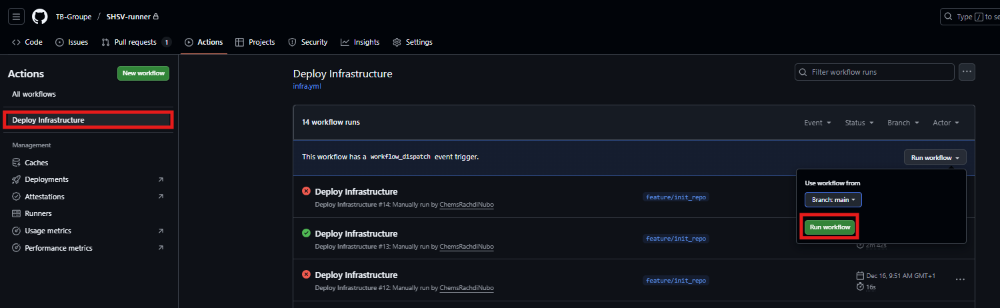 TB-Groupe / SHSV-runner
Type / to se
Code Issues Pull requests 1 Actions Projects Security Insights Settings
Actions
New workflow
All workflows
Deploy Infrastructure
Management
Caches
Deployments
Attestations
Runners
Usage metrics
Performance metrics
Deploy Infrastructure
infra.yml
Filter workflow runs
14 workflow runs
Event Status Branch Actor
This workflow has a workflow_dispatch event trigger.
Run workflow
Use workflow from
Branch: main
Run workflow
Deploy Infrastructure
Deploy Infrastructure #14: Manually run by ChemsRachdiNubo
feature/init_repo
Deploy Infrastructure
Deploy Infrastructure #13: Manually run by ChemsRachdiNubo
feature/init_repo
2m 42s
Deploy Infrastructure
Deploy Infrastructure #12: Manually run by ChemsRachdiNubo
feature/init_repo
Dec 16, 9:51 AM GMT+1
16s